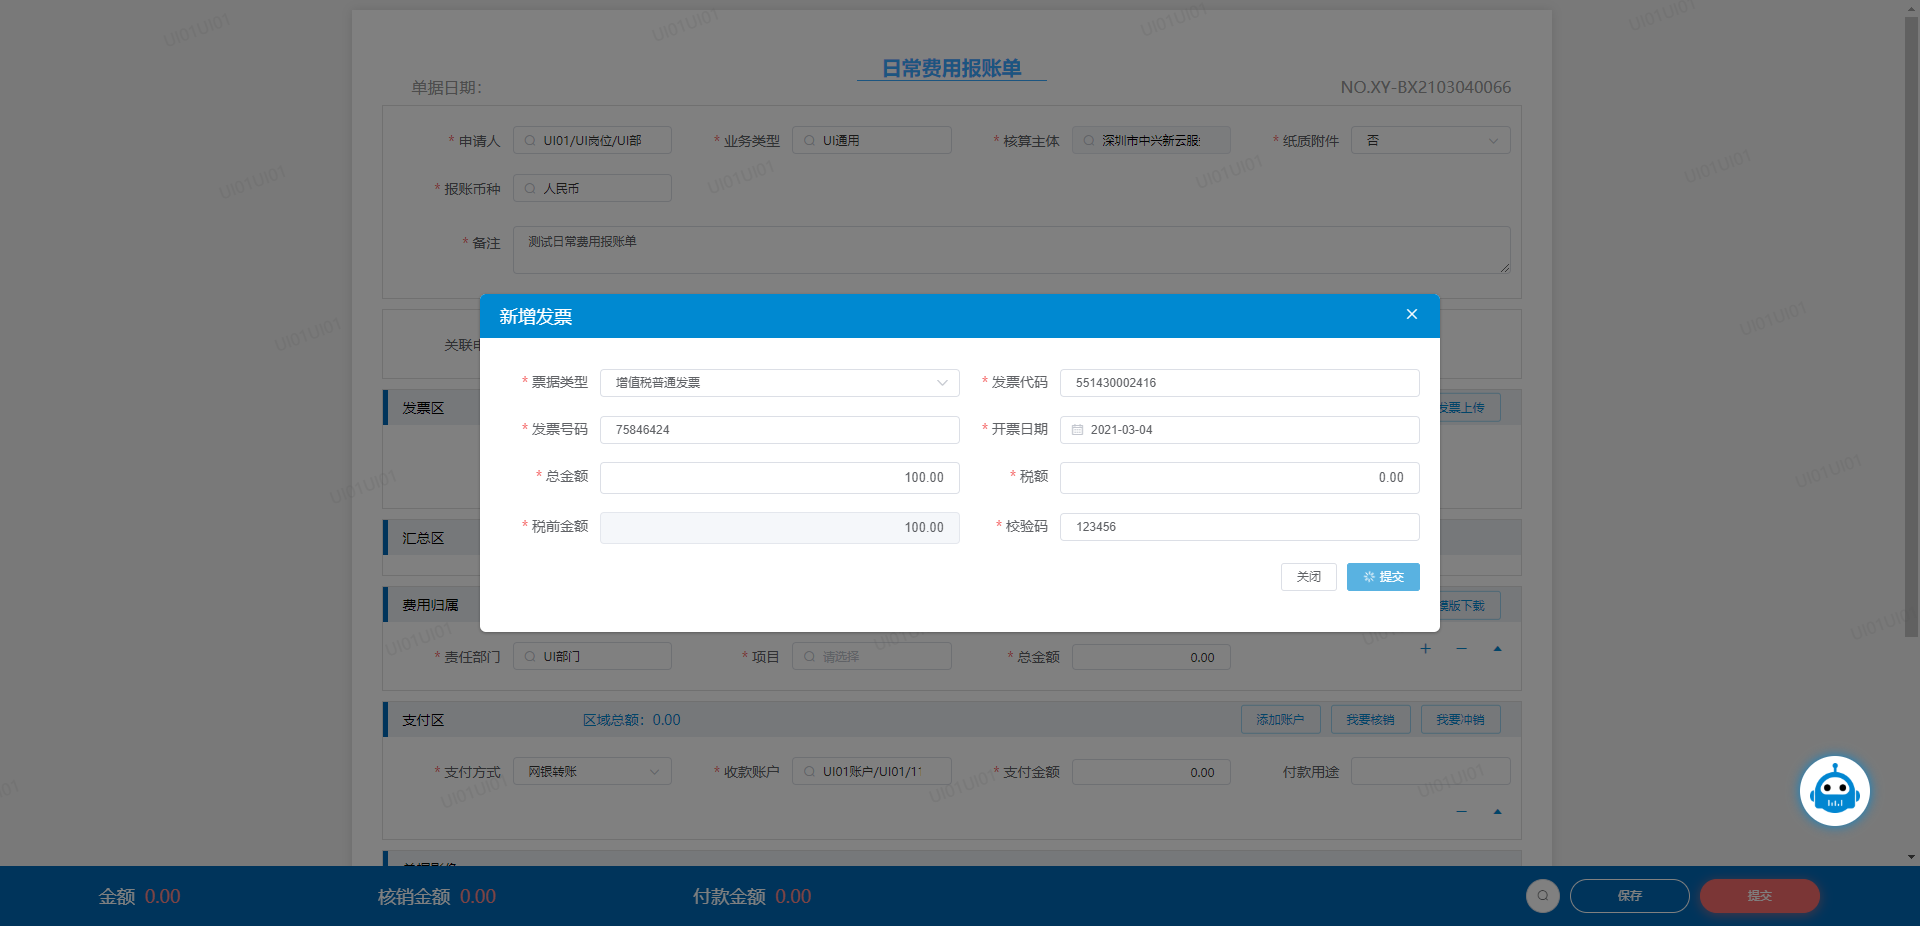 日常费用报账单
单据日期：
NO.XY-BX2103040066
* 申请人 UI01/UI岗位/UI部
* 业务类型 UI通用
* 核算主体 深圳市中兴新云服
* 纸质附件 否
* 报账币种 人民币
* 备注 测试日常费用报账单
新增发票
关联
* 票据类型 增值税普通发票
* 发票代码 551430002416
发票区
发票上传
* 发票号码 75846424
* 开票日期 2021-03-04
* 总金额 100.00
* 税额 0.00
* 税前金额 100.00
* 校验码 123456
汇总区
关闭
提交
费用归属
模版下载
* 责任部门 UI部门
* 项目 请选择
* 总金额 0.00
支付区
区域总额：0.00
添加账户
我要核销
我要冲销
* 支付方式 网银转账
* 收款账户 UI01账户/UI01/1
* 支付金额 0.00
付款用途
金额 0.00
核销金额 0.00
付款金额 0.00
保存
提交
UI01UI01